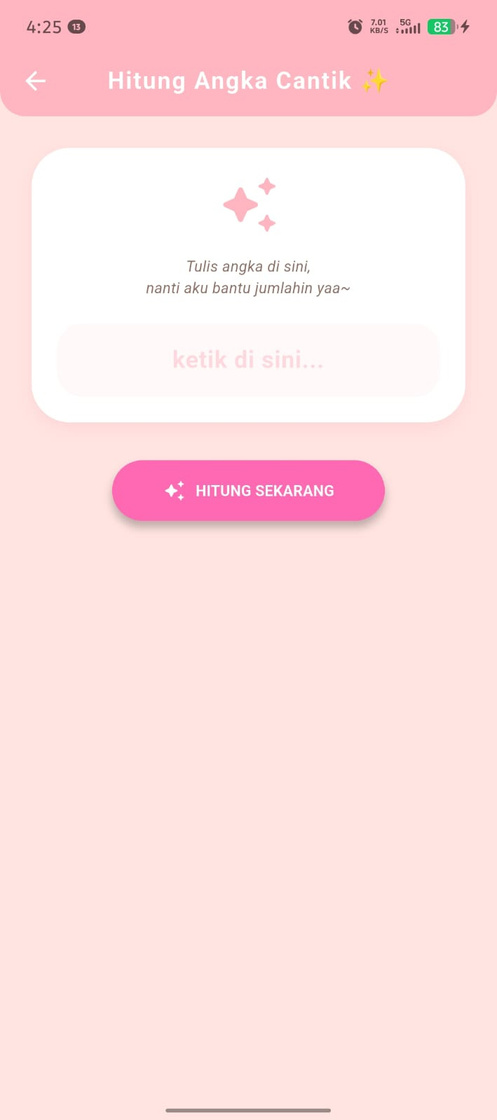 4:25 13 7.01 KB/S 5G 83
Hitung Angka Cantik ✨
Tulis angka di sini,
nanti aku bantu jumlahin yaa~
ketik di sini...
HITUNG SEKARANG